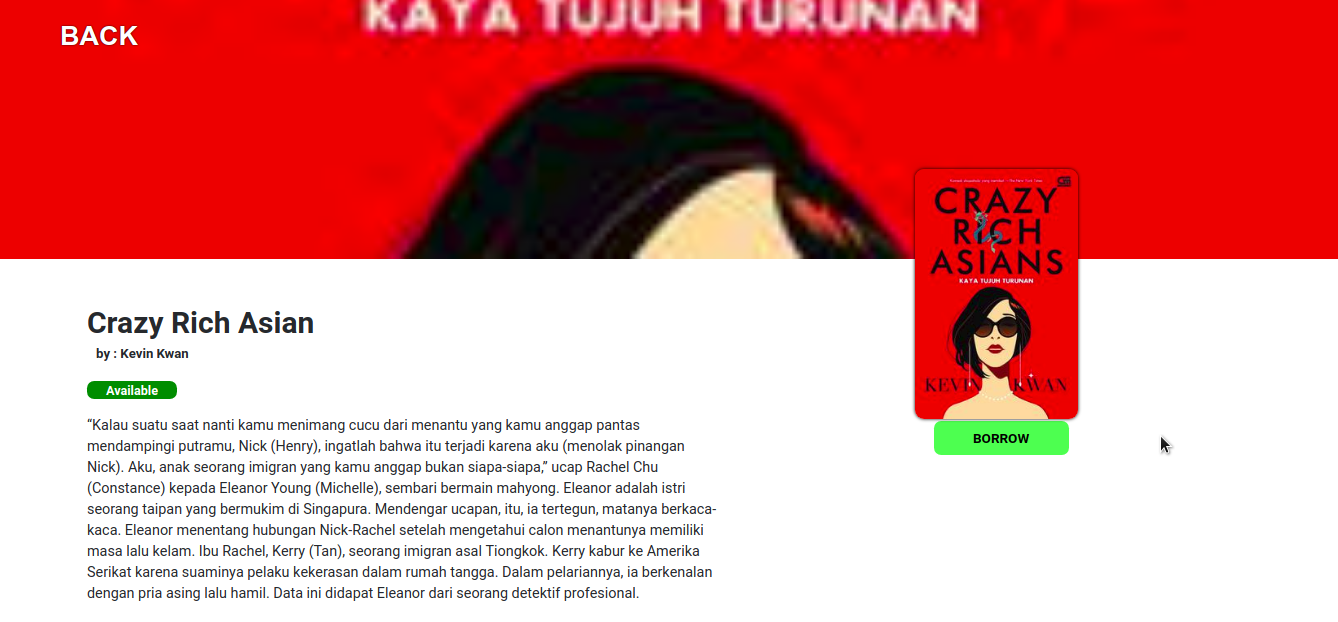 KAYA TUJUH TURUNAN
BACK
CRAZY
RICH
ASIANS
KAYA TUJUH TURUNAN
KEVIN KWAN
BORROW
Crazy Rich Asian
by : Kevin Kwan
Available
“Kalau suatu saat nanti kamu menimang cucu dari menantu yang kamu anggap pantas
mendampingi putramu, Nick (Henry), ingatlah bahwa itu terjadi karena aku (menolak pinangan
Nick). Aku, anak seorang imigran yang kamu anggap bukan siapa-siapa,” ucap Rachel Chu
(Constance) kepada Eleanor Young (Michelle), sembari bermain mahyong. Eleanor adalah istri
seorang taipan yang bermukim di Singapura. Mendengar ucapan, itu, ia tertegun, matanya berkaca-
kaca. Eleanor menentang hubungan Nick-Rachel setelah mengetahui calon menantunya memiliki
masa lalu kelam. Ibu Rachel, Kerry (Tan), seorang imigran asal Tiongkok. Kerry kabur ke Amerika
Serikat karena suaminya pelaku kekerasan dalam rumah tangga. Dalam pelariannya, ia berkenalan
dengan pria asing lalu hamil. Data ini didapat Eleanor dari seorang detektif profesional.